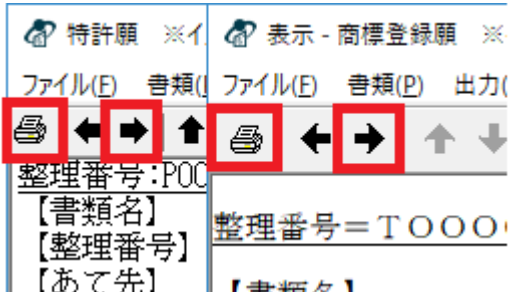 特許願 ※イ
ファイル(F) 書類(
整理番号:P00
【書類名】
【整理番号】
【あて先】
表示 - 商標登録願 ※
ファイル(F) 書類(P) 出力(
整理番号=TOOO
【書類名】